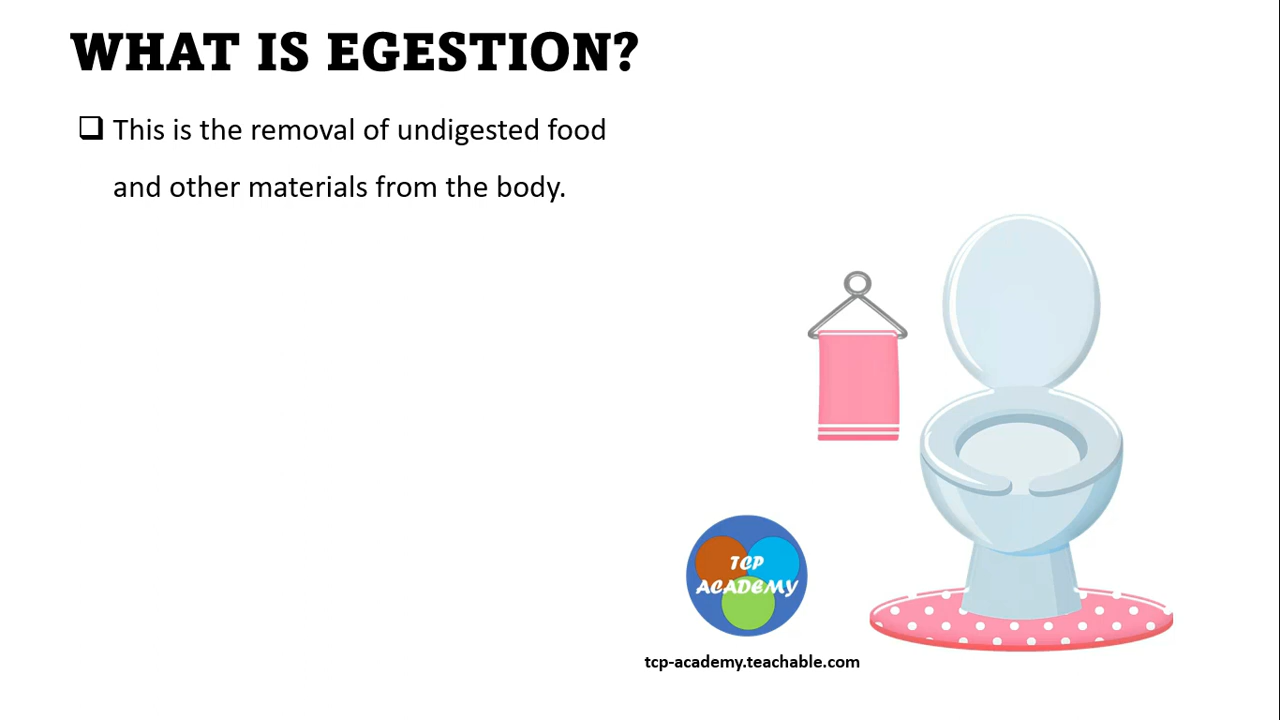 WHAT IS EGESTION?
This is the removal of undigested food
and other materials from the body.
TCP
ACADEMY
tcp-academy.teachable.com